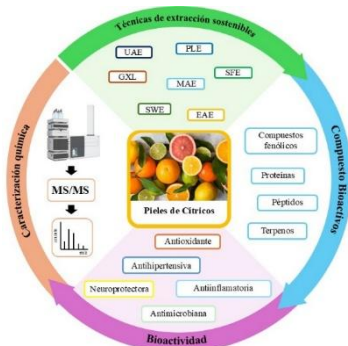 Técnicas de extracción sostenibles
UAE
PLE
GXL
MAE
SFE
SWE
EAE
Compuesto Bioactivos
Compuestos
fenólicos
Proteinas
Péptidos
Terpenos
Pieles de Cítricos
Caracterización química
MS/MS
Antioxidante
Antihipertensiva
Neuroprotectora
Antiinflamatoria
Antimicrobiana
Bioactividad